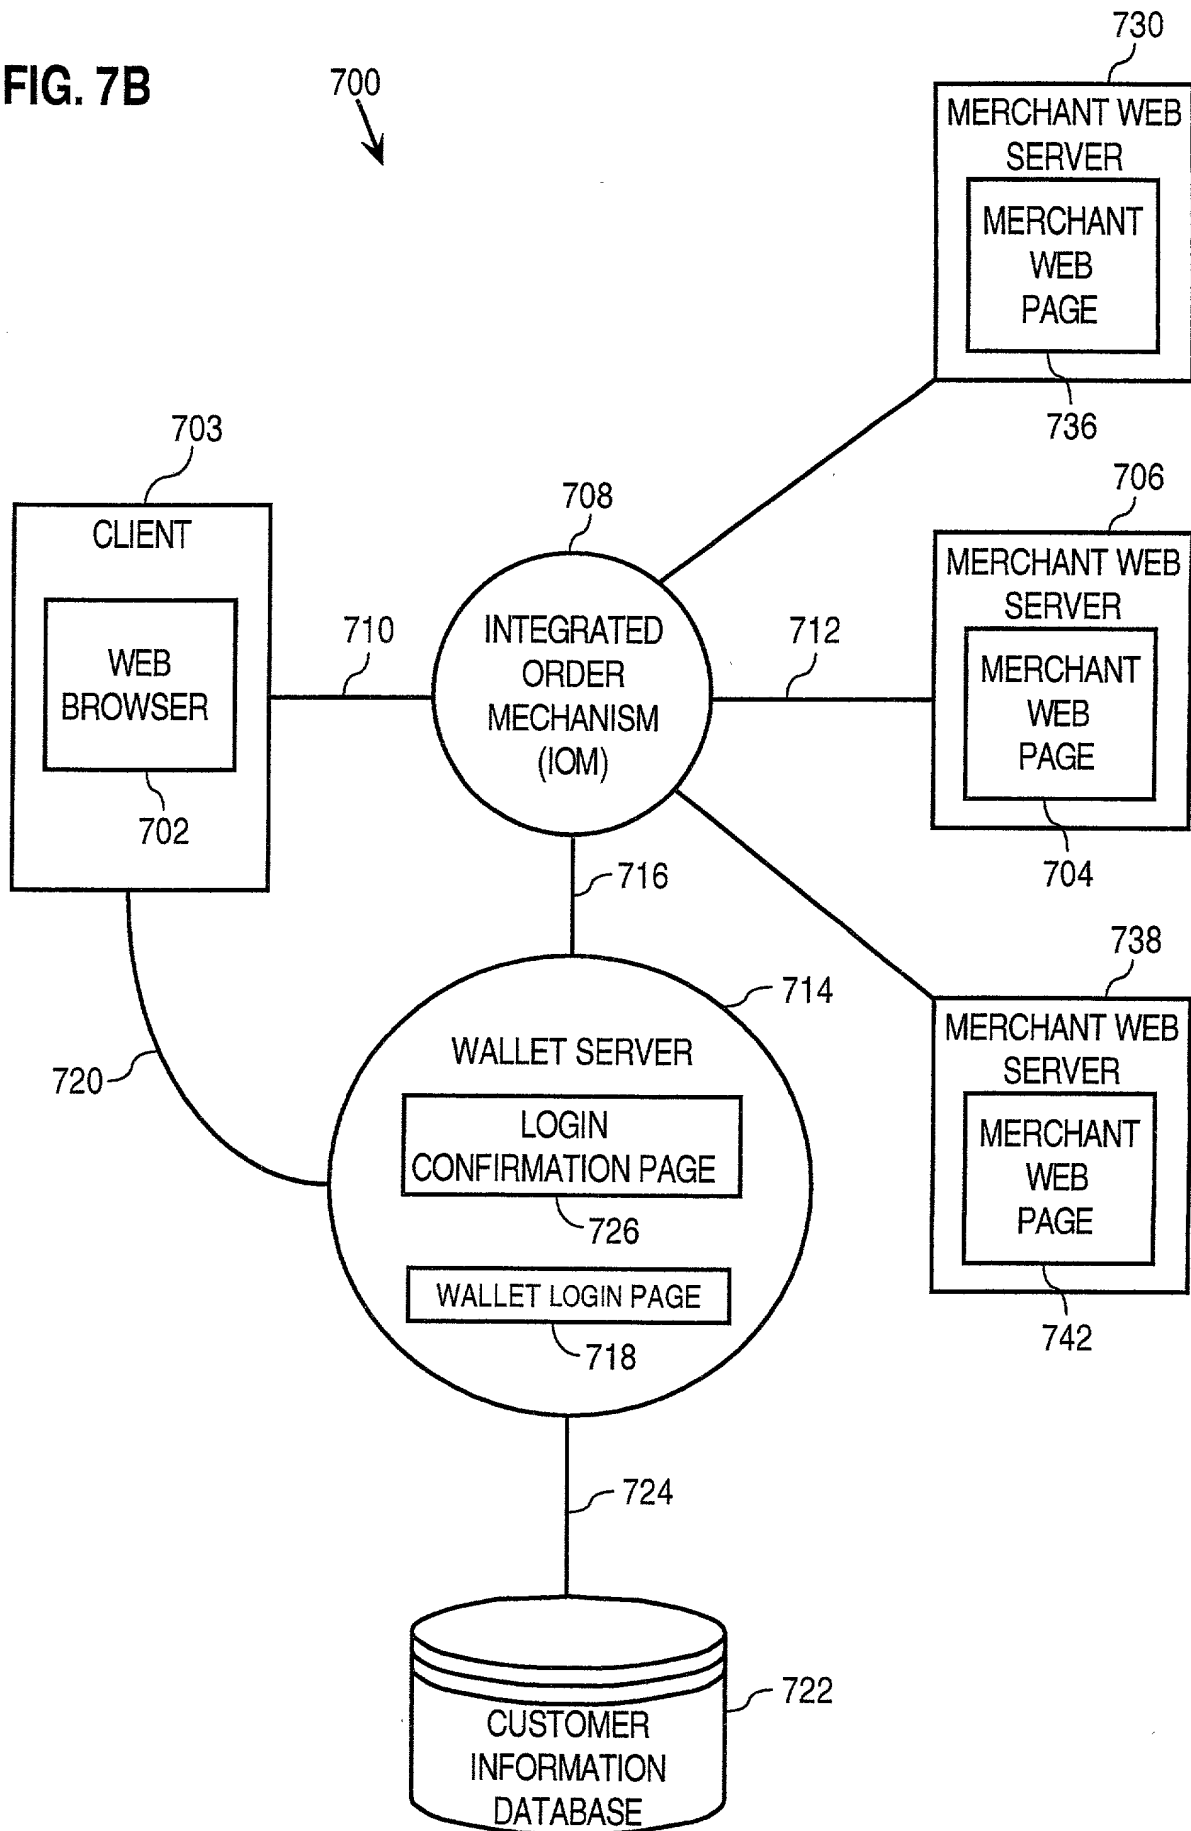 FIG. 7B
700
730
MERCHANT WEB
SERVER
MERCHANT
WEB
PAGE
736
703
CLIENT
WEB
BROWSER
702
710
708
INTEGRATED
ORDER
MECHANISM
(IOM)
712
706
MERCHANT WEB
SERVER
MERCHANT
WEB
PAGE
704
716
738
MERCHANT WEB
SERVER
MERCHANT
WEB
PAGE
742
720
714
WALLET SERVER
LOGIN
CONFIRMATION PAGE
726
WALLET LOGIN PAGE
718
724
722
CUSTOMER
INFORMATION
DATABASE